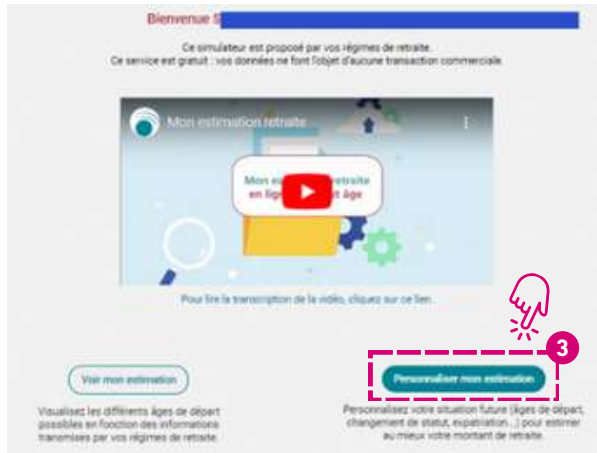 Bienvenue S
Ce simulateur est proposé par vos régimes de retraite.
Ce service est gratuit : vos données ne font l'objet d'aucune transaction commerciale.
Mon estimation retraite
Mon retraite
en lig t âge
Pour lire la transcription de la vidéo, cliquez sur ce lien.
3
Voir mon estimation
Personnaliser mon estimation
Visualisez les différents âges de départ
possibles en fonction des informations
transmises par vos régimes de retraite.
Personnalisez votre situation future (âges de départ,
changement de statut, expatriation...) pour estimer
au mieux votre montant de retraite.